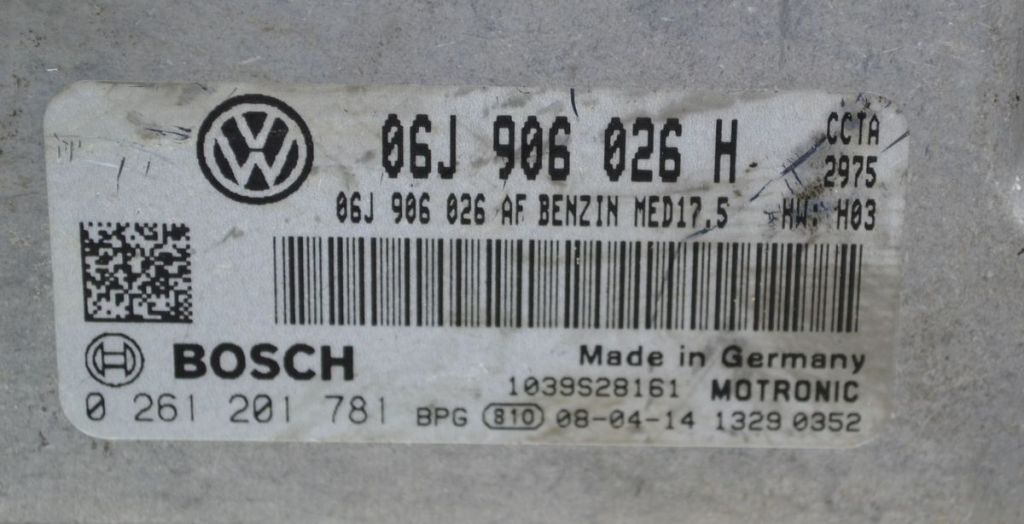 06J 906 026 H
CCTA
2975
06J 906 026 AF BENZIN MED17.5 HW: H03
BOSCH
Made in Germany
1039S28161 MOTRONIC
0 261 201 781 BPG 810 08-04-14 1329 0352